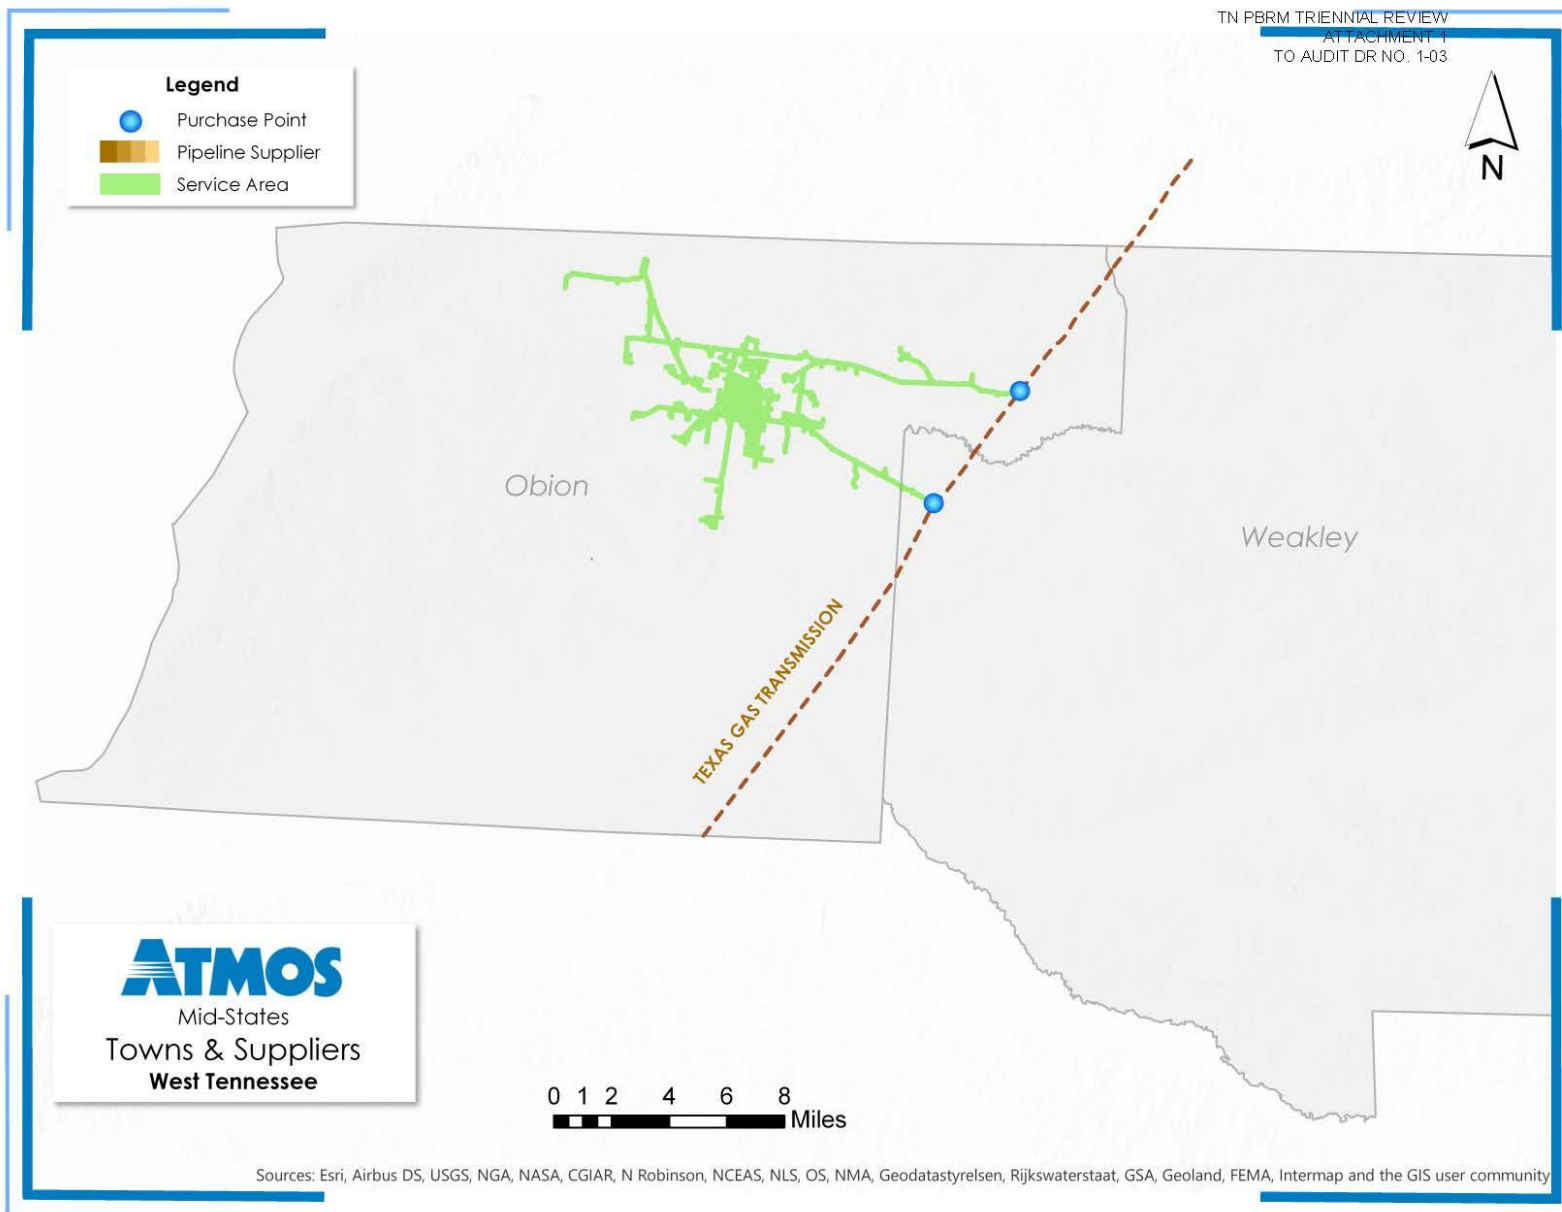 TN PBRM TRIENNIAL REVIEW
ATTACHMENT 1
TO AUDIT DR NO. 1-03
Legend
Purchase Point
Pipeline Supplier
Service Area
N
Obion
Weakley
TEXAS GAS TRANSMISSION
ATMOS
Mid-States
Towns & Suppliers
West Tennessee
0 1 2 4 6 8
Miles
Sources: Esri, Airbus DS, USGS, NGA, NASA, CGIAR, N Robinson, NCEAS, NLS, OS, NMA, Geodatastyrelsen, Rijkswaterstaat, GSA, Geoland, FEMA, Intermap and the GIS user community